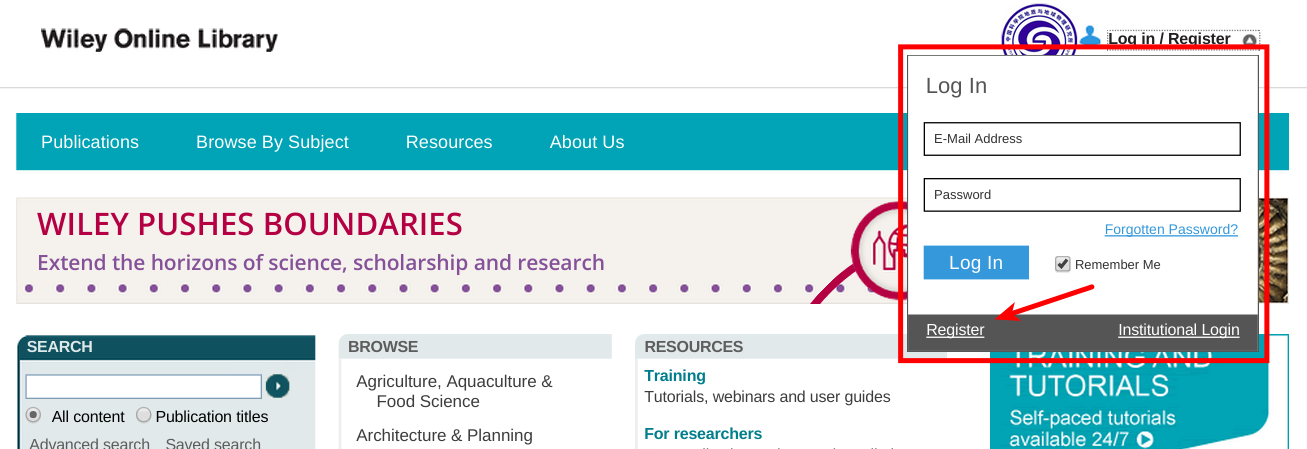 Wiley Online Library
Log in / Register
Log In
E-Mail Address
Password
Forgotten Password?
Log In
Remember Me
Register
Institutional Login
Publications
Browse By Subject
Resources
About Us
WILEY PUSHES BOUNDARIES
Extend the horizons of science, scholarship and research
SEARCH
All content
Publication titles
Advanced search
Saved search
BROWSE
Agriculture, Aquaculture &
Food Science
Architecture & Planning
RESOURCES
Training
Tutorials, webinars and user guides
For researchers
TRAINING AND
TUTORIALS
Self-paced tutorials
available 24/7